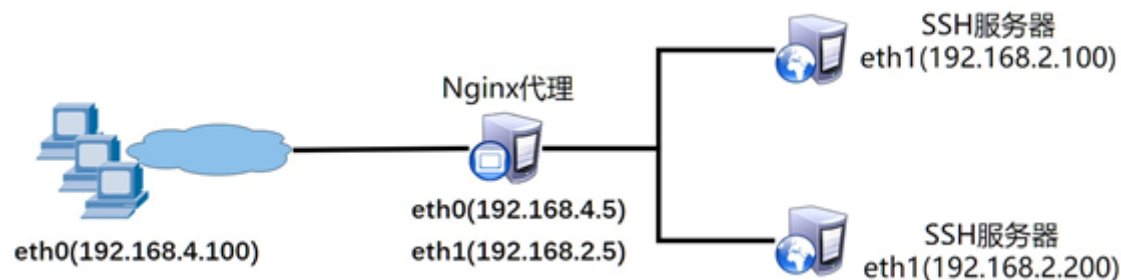 SSH服务器
eth1(192.168.2.100)
Nginx代理
eth0(192.168.4.5)
eth1(192.168.2.5)
eth0(192.168.4.100)
SSH服务器
eth1(192.168.2.200)